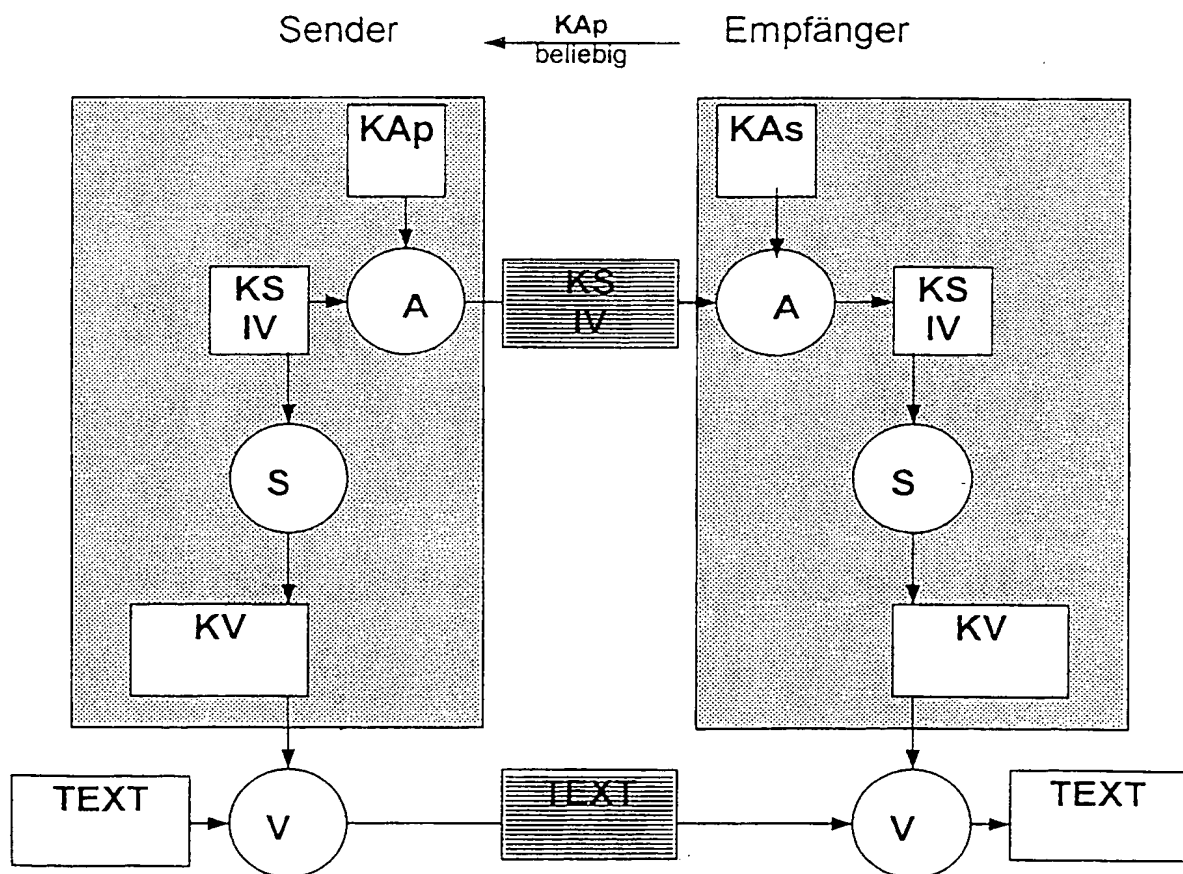 Sender
KAp
beliebig
Empfänger
KAp
KAs
KS
IV
A
KS
IV
A
KS
IV
S
S
KV
KV
TEXT
V
TEXT
V
TEXT